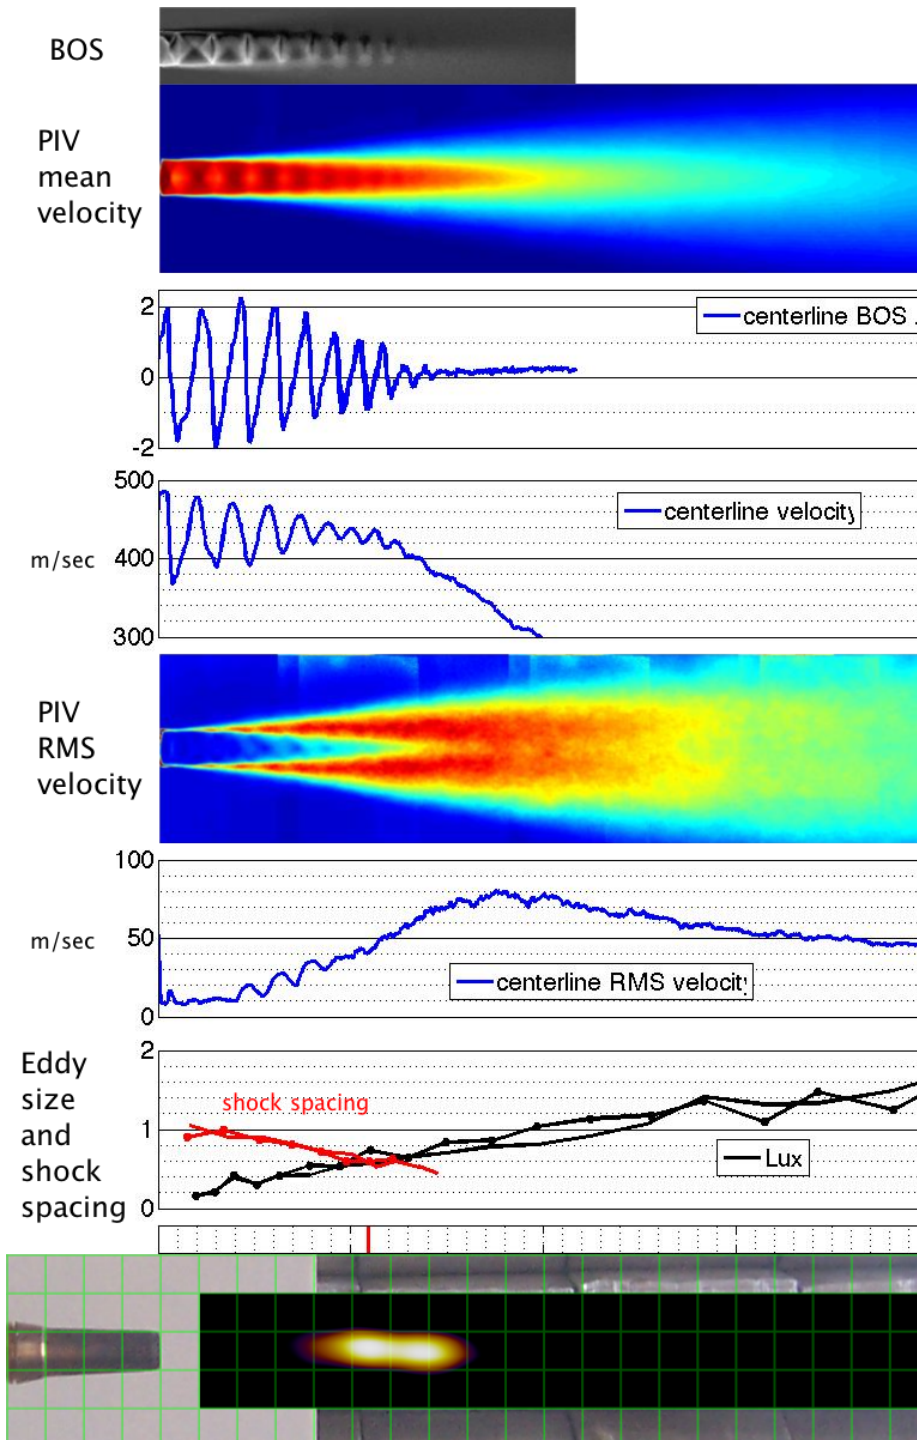 BOS
PIV
mean
velocity
2
0
-2
centerline BOS
500
400
300
m/sec
centerline velocity
PIV
RMS
velocity
100
50
0
m/sec
centerline RMS velocity
Eddy
size
and
shock
spacing
2
1
0
shock spacing
Lux